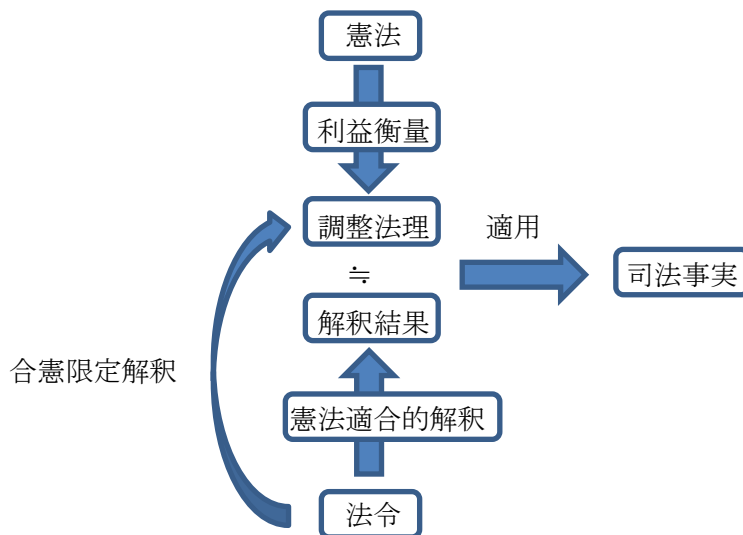 憲法
利益衡量
調整法理
適用
司法事実
≒
解釈結果
合憲限定解釈
憲法適合的解釈
法令